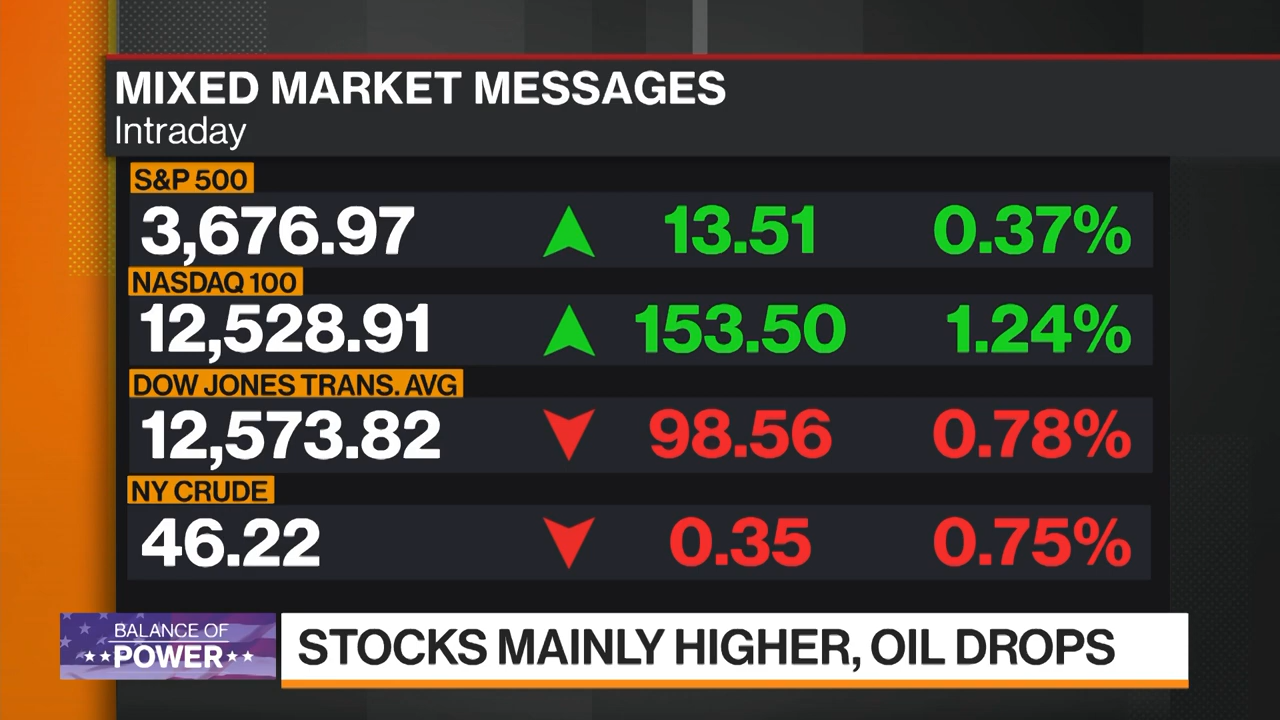 MIXED MARKET MESSAGES
Intraday
S&P 500
3,676.97 13.51 0.37%
NASDAQ 100
12,528.91 153.50 1.24%
DOW JONES TRANS. AVG
12,573.82 98.56 0.78%
NY CRUDE
46.22 0.35 0.75%
BALANCE OF
POWER
STOCKS MAINLY HIGHER, OIL DROPS